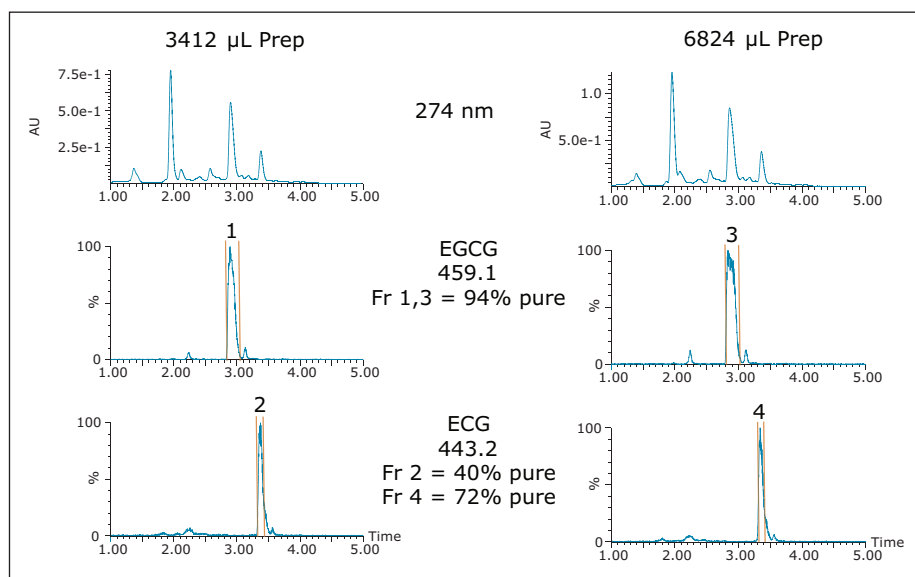 3412 µL Prep
6824 µL Prep
274 nm
7.5e-1
5.0e-1
2.5e-1
AU
1.00 2.00 3.00 4.00 5.00
1.0
5.0e-1
AU
1.00 2.00 3.00 4.00 5.00
1
EGCG
459.1
Fr 1,3 = 94% pure
3
100
%
0
1.00 2.00 3.00 4.00 5.00
100
%
0
1.00 2.00 3.00 4.00 5.00
2
ECG
443.2
Fr 2 = 40% pure
Fr 4 = 72% pure
4
100
%
0
Time
1.00 2.00 3.00 4.00 5.00
100
%
0
Time
1.00 2.00 3.00 4.00 5.00